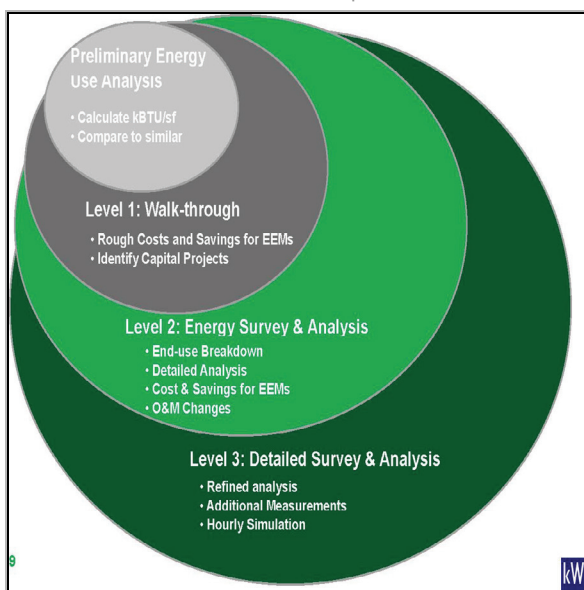 Preliminary Energy
Use Analysis
• Calculate kBTU/sf
• Compare to similar
Level 1: Walk-through
• Rough Costs and Savings for EEMs
• Identify Capital Projects
Level 2: Energy Survey & Analysis
• End-use Breakdown
• Detailed Analysis
• Cost & Savings for EEMs
• O&M Changes
Level 3: Detailed Survey & Analysis
• Refined analysis
• Additional Measurements
• Hourly Simulation
9
kW